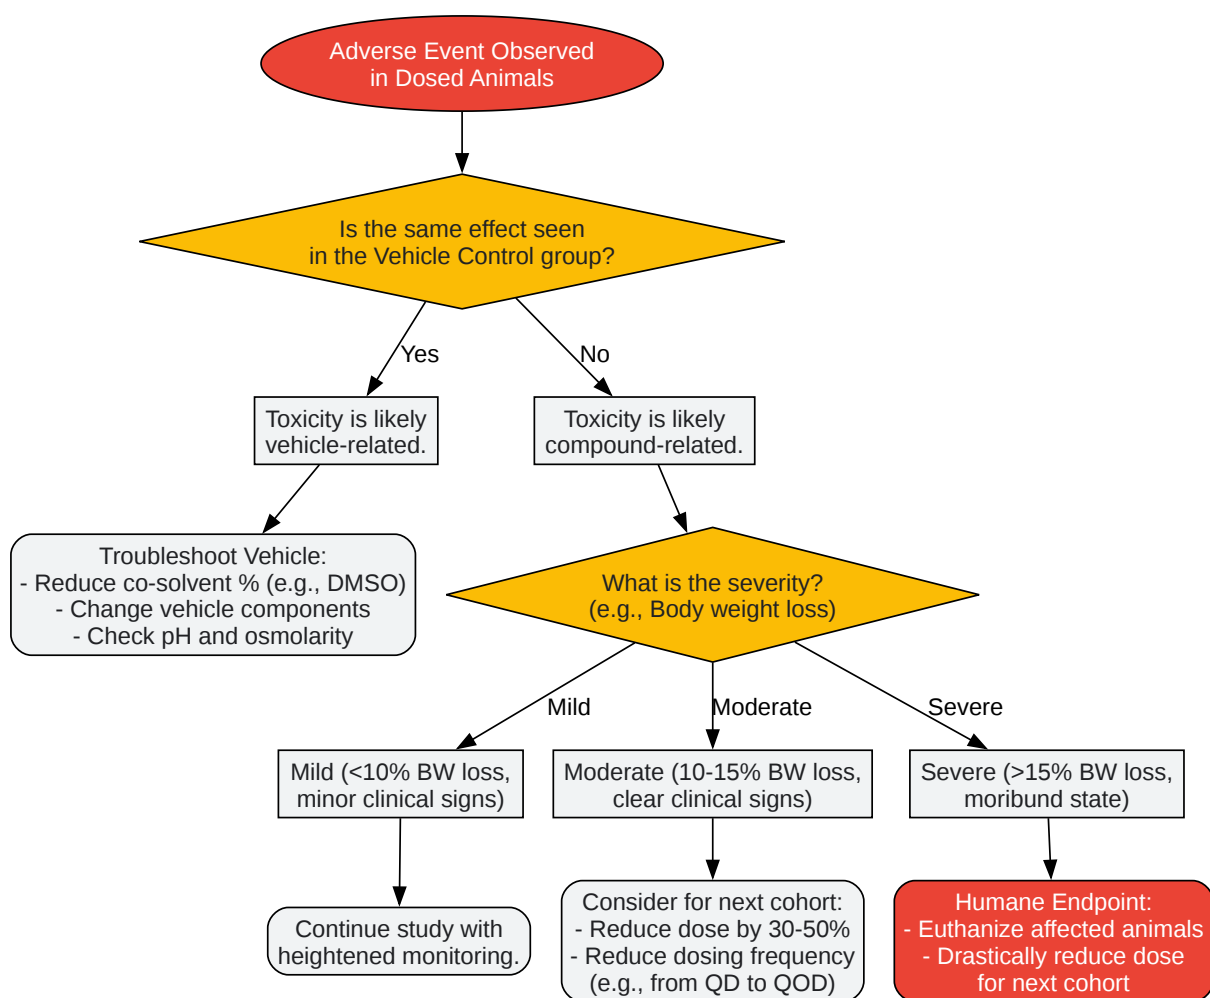 Adverse Event Observed
in Dosed Animals
Is the same effect seen
in the Vehicle Control group?
Yes
No
Toxicity is likely
vehicle-related.
Toxicity is likely
compound-related.
Troubleshoot Vehicle:
- Reduce co-solvent % (e.g., DMSO)
- Change vehicle components
- Check pH and osmolarity
What is the severity?
(e.g., Body weight loss)
Mild
Moderate
Severe
Mild (<10% BW loss,
minor clinical signs)
Moderate (10-15% BW loss,
clear clinical signs)
Severe (>15% BW loss,
moribund state)
Continue study with
heightened monitoring.
Consider for next cohort:
- Reduce dose by 30-50%
- Reduce dosing frequency
(e.g., from QD to QOD)
Humane Endpoint:
- Euthanize affected animals
- Drastically reduce dose
for next cohort